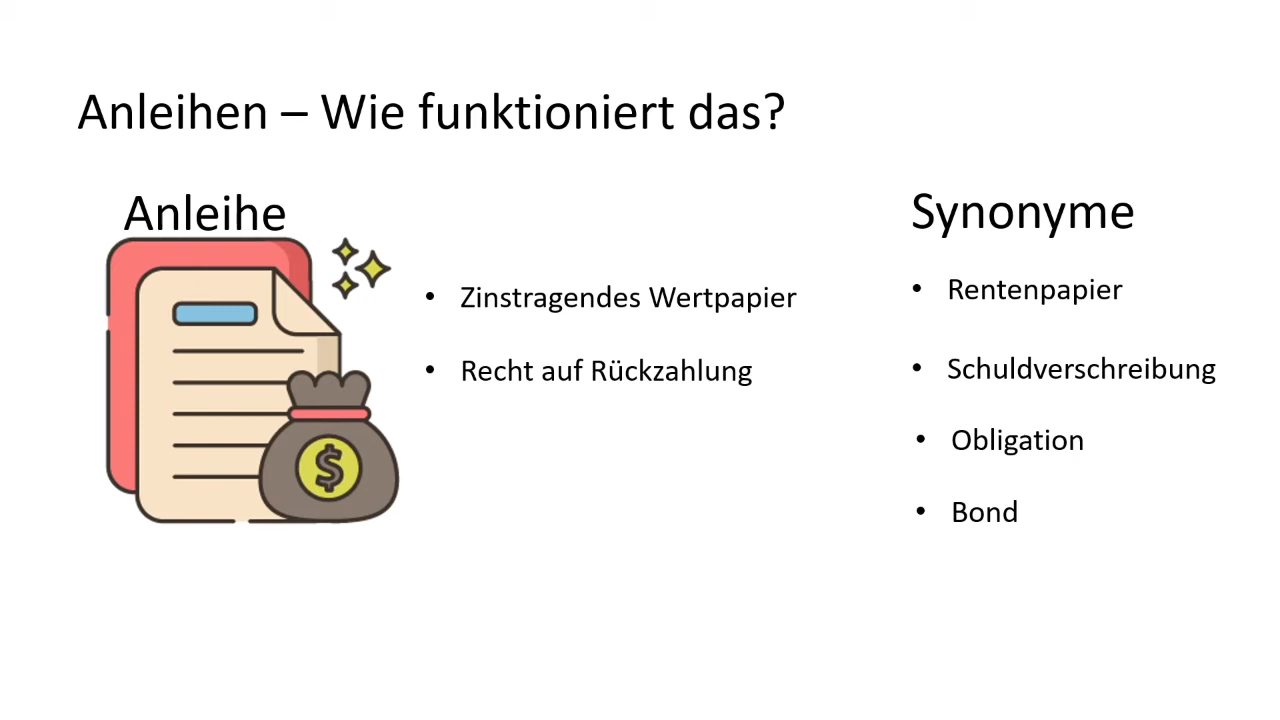 Anleihen – Wie funktioniert das?
Anleihe
• Zinstragendes Wertpapier
• Recht auf Rückzahlung
$
Synonyme
• Rentenpapier
• Schuldverschreibung
• Obligation
• Bond